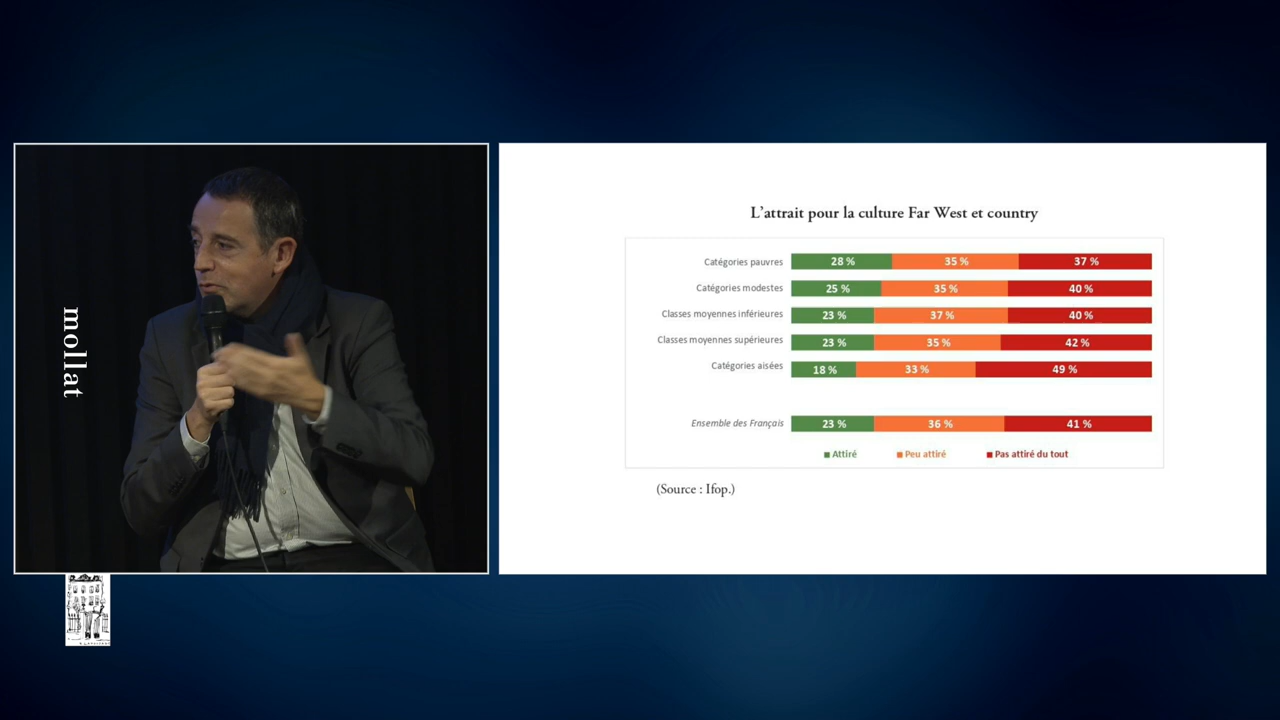 mollat
L'attrait pour la culture Far West et country
Catégories pauvres 28 % 35 % 37 %
Catégories modestes 25 % 35 % 40 %
Classes moyennes inférieures 23 % 37 % 40 %
Classes moyennes supérieures 23 % 35 % 42 %
Catégories aisées 18 % 33 % 49 %
Ensemble des Français 23 % 36 % 41 %
Attiré Peu attiré Pas attiré du tout
(Source : Ifop.)